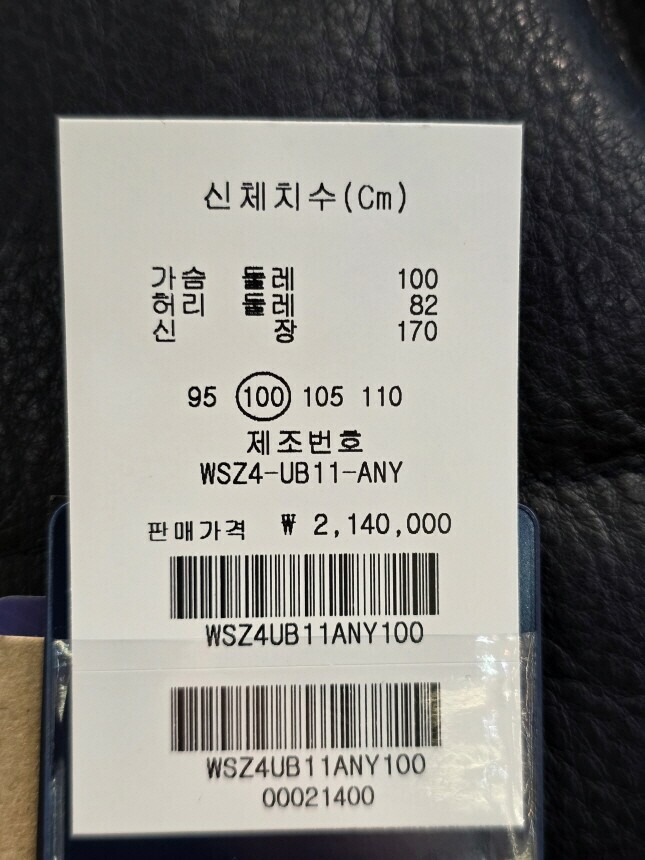 신체치수(Cm)
가슴 둘레 100
허리 둘레 82
신 장 170
95 100 105 110
제조번호
WSZ4-UB11-ANY
판매가격 ₩ 2,140,000
WSZ4UB11ANY100
WSZ4UB11ANY100
00021400